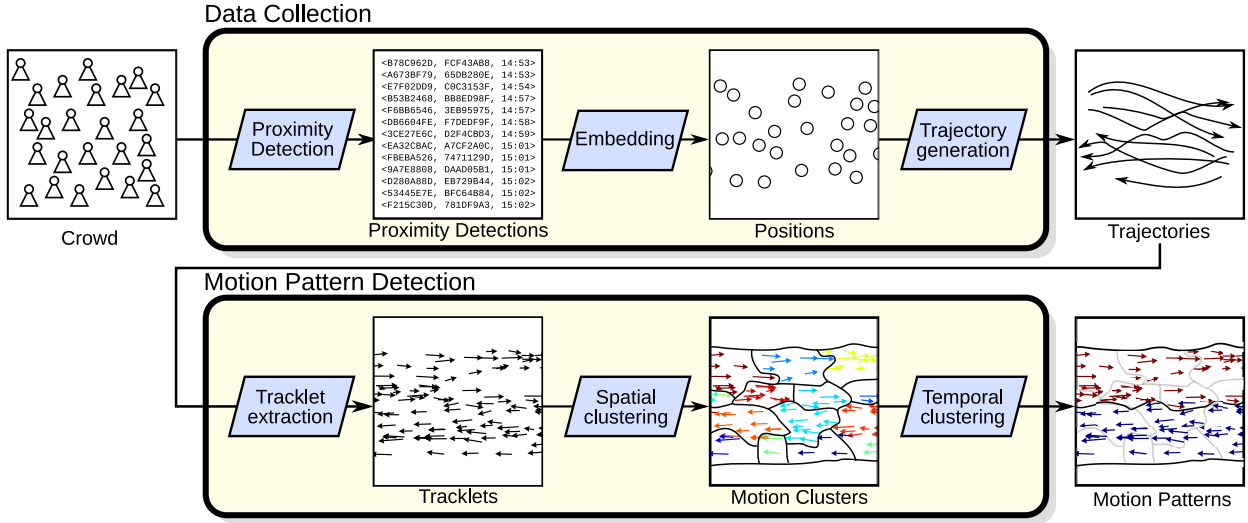 Data Collection
Crowd
Proximity
Detection
<B78C962D, FCF43AB8, 14:53>
<A673BF79, 65DB280E, 14:53>
<E7F02DD9, C0C3153F, 14:54>
<B53B2468, BB8ED98F, 14:57>
<F6BB6546, 3EB95975, 14:57>
<DB6604FE, F7DEDF9F, 14:58>
<3CE27E6C, D2F4CBD3, 14:59>
<EA32CBAC, A7CF2A0C, 15:01>
<FBEBA526, 7471129D, 15:01>
<9A7E8808, DAAD05B1, 15:01>
<D280A88D, EB729B44, 15:02>
<53445E7E, BFC64B84, 15:02>
<F215C30D, 781DF9A3, 15:02>
Proximity Detections
Embedding
Positions
Trajectory
generation
Trajectories
Motion Pattern Detection
Tracklet
extraction
Tracklets
Spatial
clustering
Motion Clusters
Temporal
clustering
Motion Patterns